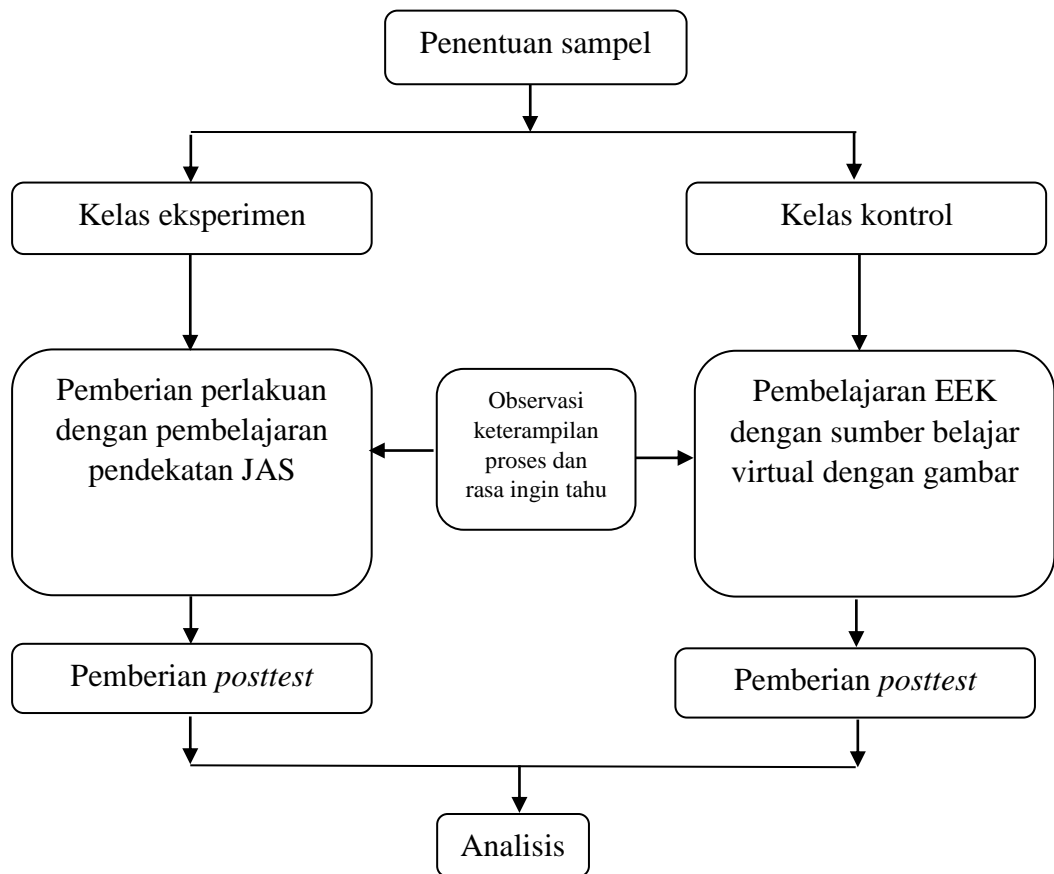 Penentuan sampel
Kelas eksperimen
Kelas kontrol
Pemberian perlakuan
dengan pembelajaran
pendekatan JAS
Observasi
keterampilan
proses dan
rasa ingin tahu
Pembelajaran EEK
dengan sumber belajar
virtual dengan gambar
Pemberian posttest
Pemberian posttest
Analisis